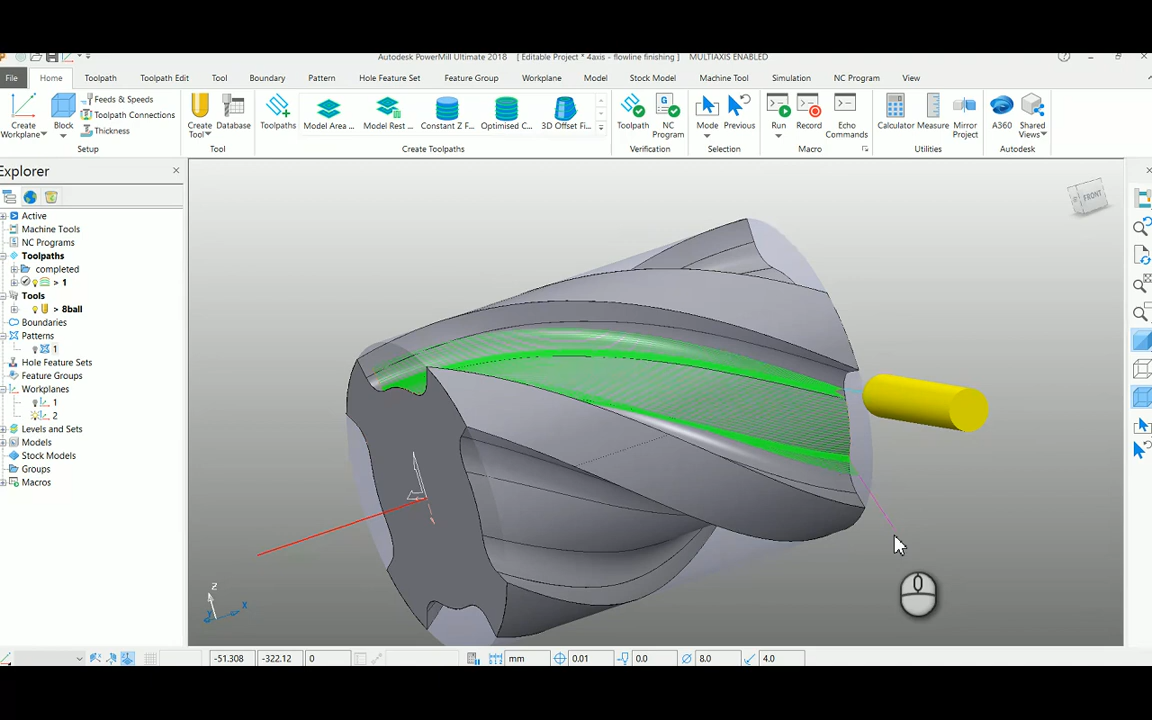 Autodesk PowerMill Ultimate 2018 [ Editable Project * 4axis - flowline finishing ] MULTIAXIS ENABLED
File Home Toolpath Toolpath Edit Tool Boundary Pattern Hole Feature Set Feature Group Workplane Model Stock Model Machine Tool Simulation NC Program View
Feeds & Speeds
Toolpath Connections
Thickness
Create Workplane Block Create Tool Database Toolpaths Model Area ... Model Rest ... Constant Z F... Optimised C... 3D Offset Fi... Toolpath NC Program Mode Previous Run Record Echo Commands Calculator Measure Mirror Project A360 Shared Views
Setup Tool Create Toolpaths Verification Selection Macro Utilities Autodesk
Explorer
Active
Machine Tools
NC Programs
Toolpaths
completed
> 1
Tools
> 8ball
Boundaries
Patterns
1
Hole Feature Sets
Feature Groups
Workplanes
1
2
Levels and Sets
Models
Stock Models
Groups
Macros
FRONT
Z
X
Y
-51.308 -322.12 0 mm 0.01 0.0 8.0 4.0